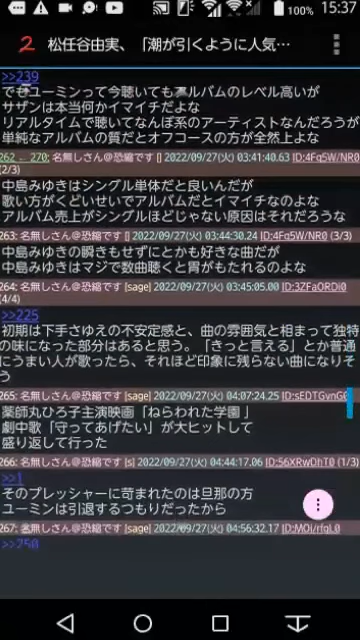 100% 15:37
2 松任谷由実、「潮が引くように人気…
>>239
でもユーミンって今聴いてもアルバムのレベル高いが
サザンは本当何かイマイチだよな
リアルタイムで聴いてなんぼ系のアーティストなんだろうが
単純なアルバムの質だとオフコースの方が全然上よな
262 ← 270: 名無しさん@恐縮です [] 2022/09/27(火) 03:41:40.63 ID:4Fq5W/NR0
(2/3)
中島みゆきはシングル単体だと良いんだが
歌い方がくどいせいでアルバムだとイマイチなのよな
アルバム売上がシングルほどじゃない原因はそれだろうな
263: 名無しさん@恐縮です [] 2022/09/27(火) 03:44:30.24 ID:4Fq5W/NR0 (3/3)
中島みゆきの瞬きもせずにとかも好きな曲だが
中島みゆきはマジで数曲聴くと胃がもたれるのよな
264: 名無しさん@恐縮です [sage] 2022/09/27(火) 03:45:05.00 ID:3ZFaORDi0
(4/4)
>>225
初期は下手さゆえの不安定感と、曲の雰囲気と相まって独特
の味になった部分はあると思う。「きっと言える」とか普通
にうまい人が歌ったら、それほど印象に残らない曲になりそ
う
265: 名無しさん@恐縮です [sage] 2022/09/27(火) 04:07:24.25 ID:sEDTGvnG0
薬師丸ひろ子主演映画「ねらわれた学園 」
劇中歌「守ってあげたい」が大ヒットして
盛り返して行った
266: 名無しさん@恐縮です [s] 2022/09/27(火) 04:44:17.06 ID:56XRwDhT0 (1/3)
>>1
そのプレッシャーに苛まれたのは旦那の方
ユーミンは引退するつもりだったから
267: 名無しさん@恐縮です [sage] 2022/09/27(火) 04:56:32.17 ID:MOi/rfqL0
>>250